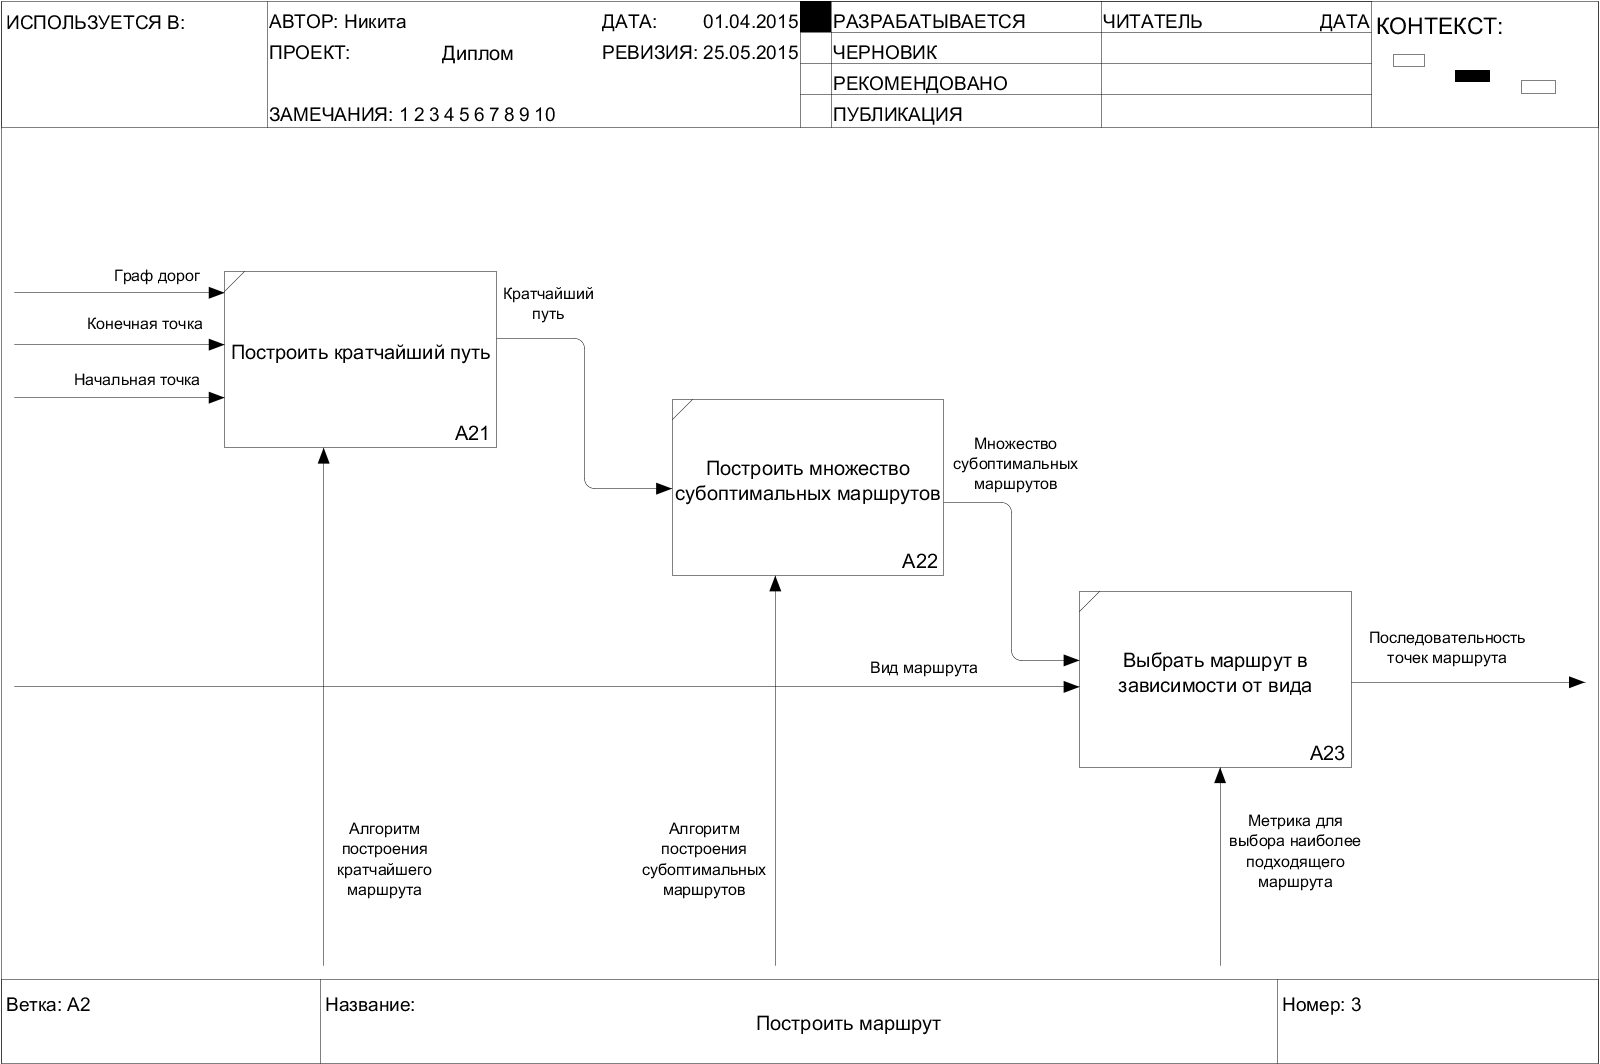 ИСПОЛЬЗУЕТСЯ В:
АВТОР: Никита
ДАТА: 01.04.2015
ПРОЕКТ: Диплом
РЕВИЗИЯ: 25.05.2015
ЗАМЕЧАНИЯ: 1 2 3 4 5 6 7 8 9 10
РАЗРАБАТЫВАЕТСЯ
ЧЕРНОВИК
РЕКОМЕНДОВАНО
ПУБЛИКАЦИЯ
ЧИТАТЕЛЬ ДАТА
КОНТЕКСТ:
Граф дорог
Конечная точка
Начальная точка
Построить кратчайший путь
A21
Кратчайший
путь
Построить множество
субоптимальных маршрутов
A22
Множество
субоптимальных
маршрутов
Вид маршрута
Выбрать маршрут в
зависимости от вида
A23
Последовательность
точек маршрута
Алгоритм
построения
кратчайшего
маршрута
Алгоритм
построения
субоптимальных
маршрутов
Метрика для
выбора наиболее
подходящего
маршрута
Ветка: A2
Название:
Построить маршрут
Номер: 3